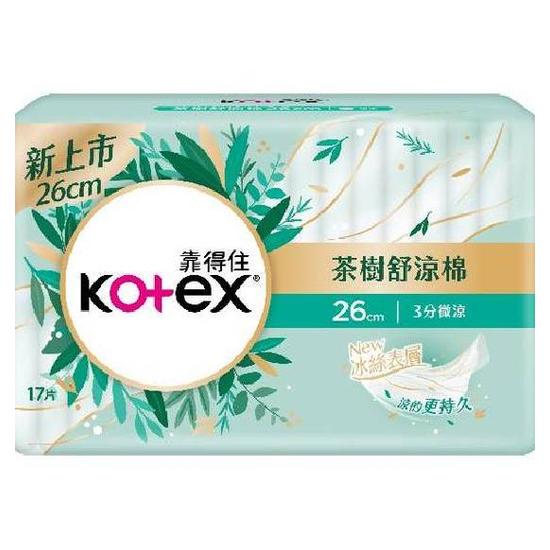 新上市
26cm
靠得住
Kotex®
茶樹舒涼棉
26cm
3分微涼
New
冰絲表層
涼的更持久
17片